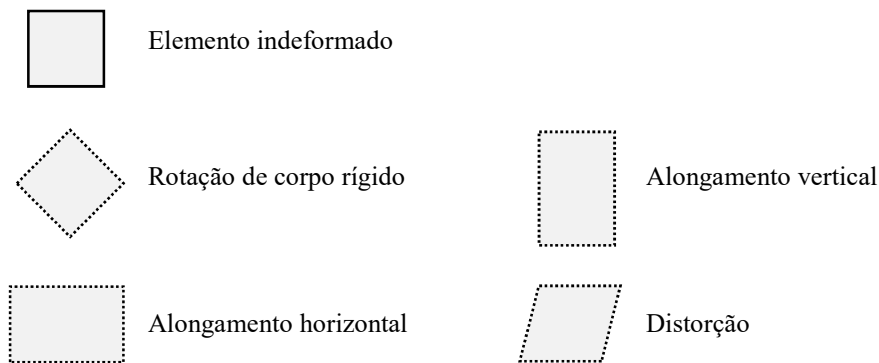 Elemento indeformado
Rotação de corpo rígido
Alongamento vertical
Alongamento horizontal
Distorção